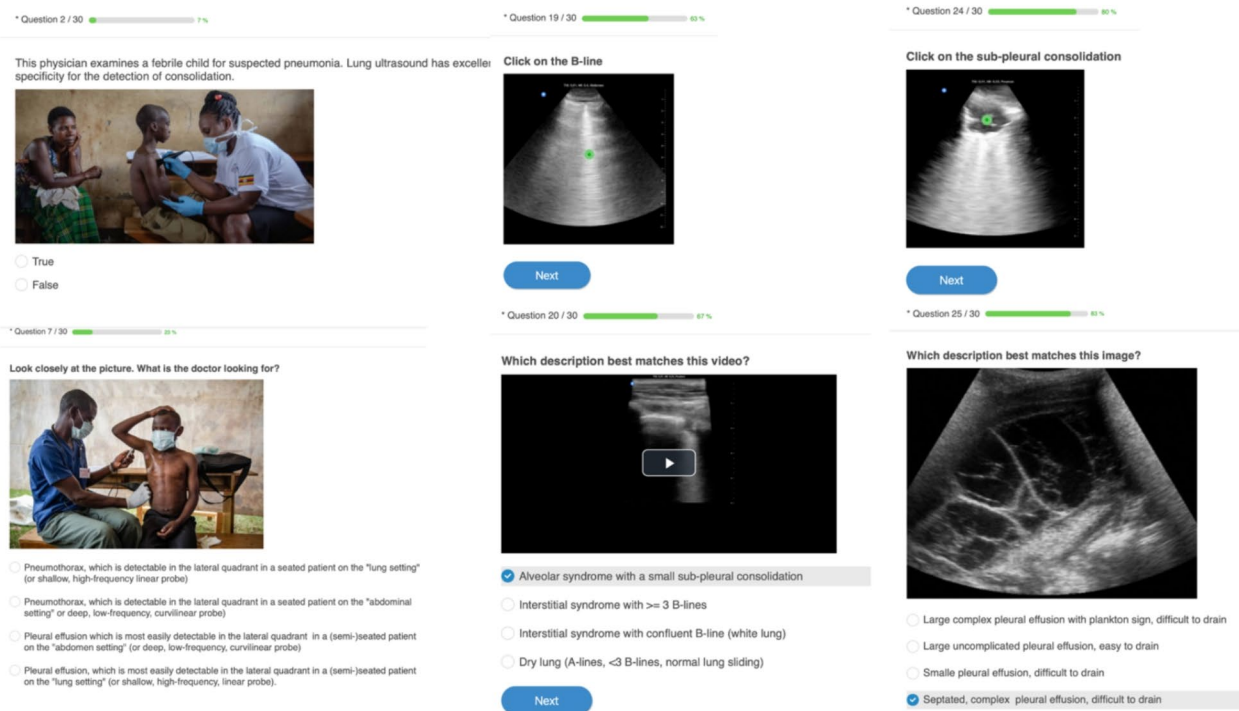 * Question 2 / 30 7 %
This physician examines a febrile child for suspected pneumonia. Lung ultrasound has exceller
specificity for the detection of consolidation.
True
False
* Question 7 / 30
Look closely at the picture. What is the doctor looking for?
Pneumothorax, which is detectable in the lateral quadrant in a seated patient on the "lung setting"
(or shallow, high-frequency linear probe)
Pneumothorax, which is detectable in the lateral quadrant in a seated patient on the "abdominal
setting" or deep, low-frequency, curvilinear probe)
Pleural effusion which is most easily detectable in the lateral quadrant in a (semi-)seated patient
on the "abdomen setting" (or deep, low-frequency, curvilinear probe)
Pleural effusion, which is most easily detectable in the lateral quadrant in a (semi-)seated patient
on the "lung setting" (or shallow, high-frequency, linear probe).
* Question 19 / 30 63 %
Click on the B-line
Next
* Question 20 / 30 67 %
Which description best matches this video?
Alveolar syndrome with a small sub-pleural consolidation
Interstitial syndrome with >= 3 B-lines
Interstitial syndrome with confluent B-line (white lung)
Dry lung (A-lines, <3 B-lines, normal lung sliding)
Next
* Question 24 / 30 80 %
Click on the sub-pleural consolidation
Next
* Question 25 / 30 83 %
Which description best matches this image?
Large complex pleural effusion with plankton sign, difficult to drain
Large uncomplicated pleural effusion, easy to drain
Smalle pleural effusion, difficult to drain
Septated, complex pleural effusion, difficult to drain